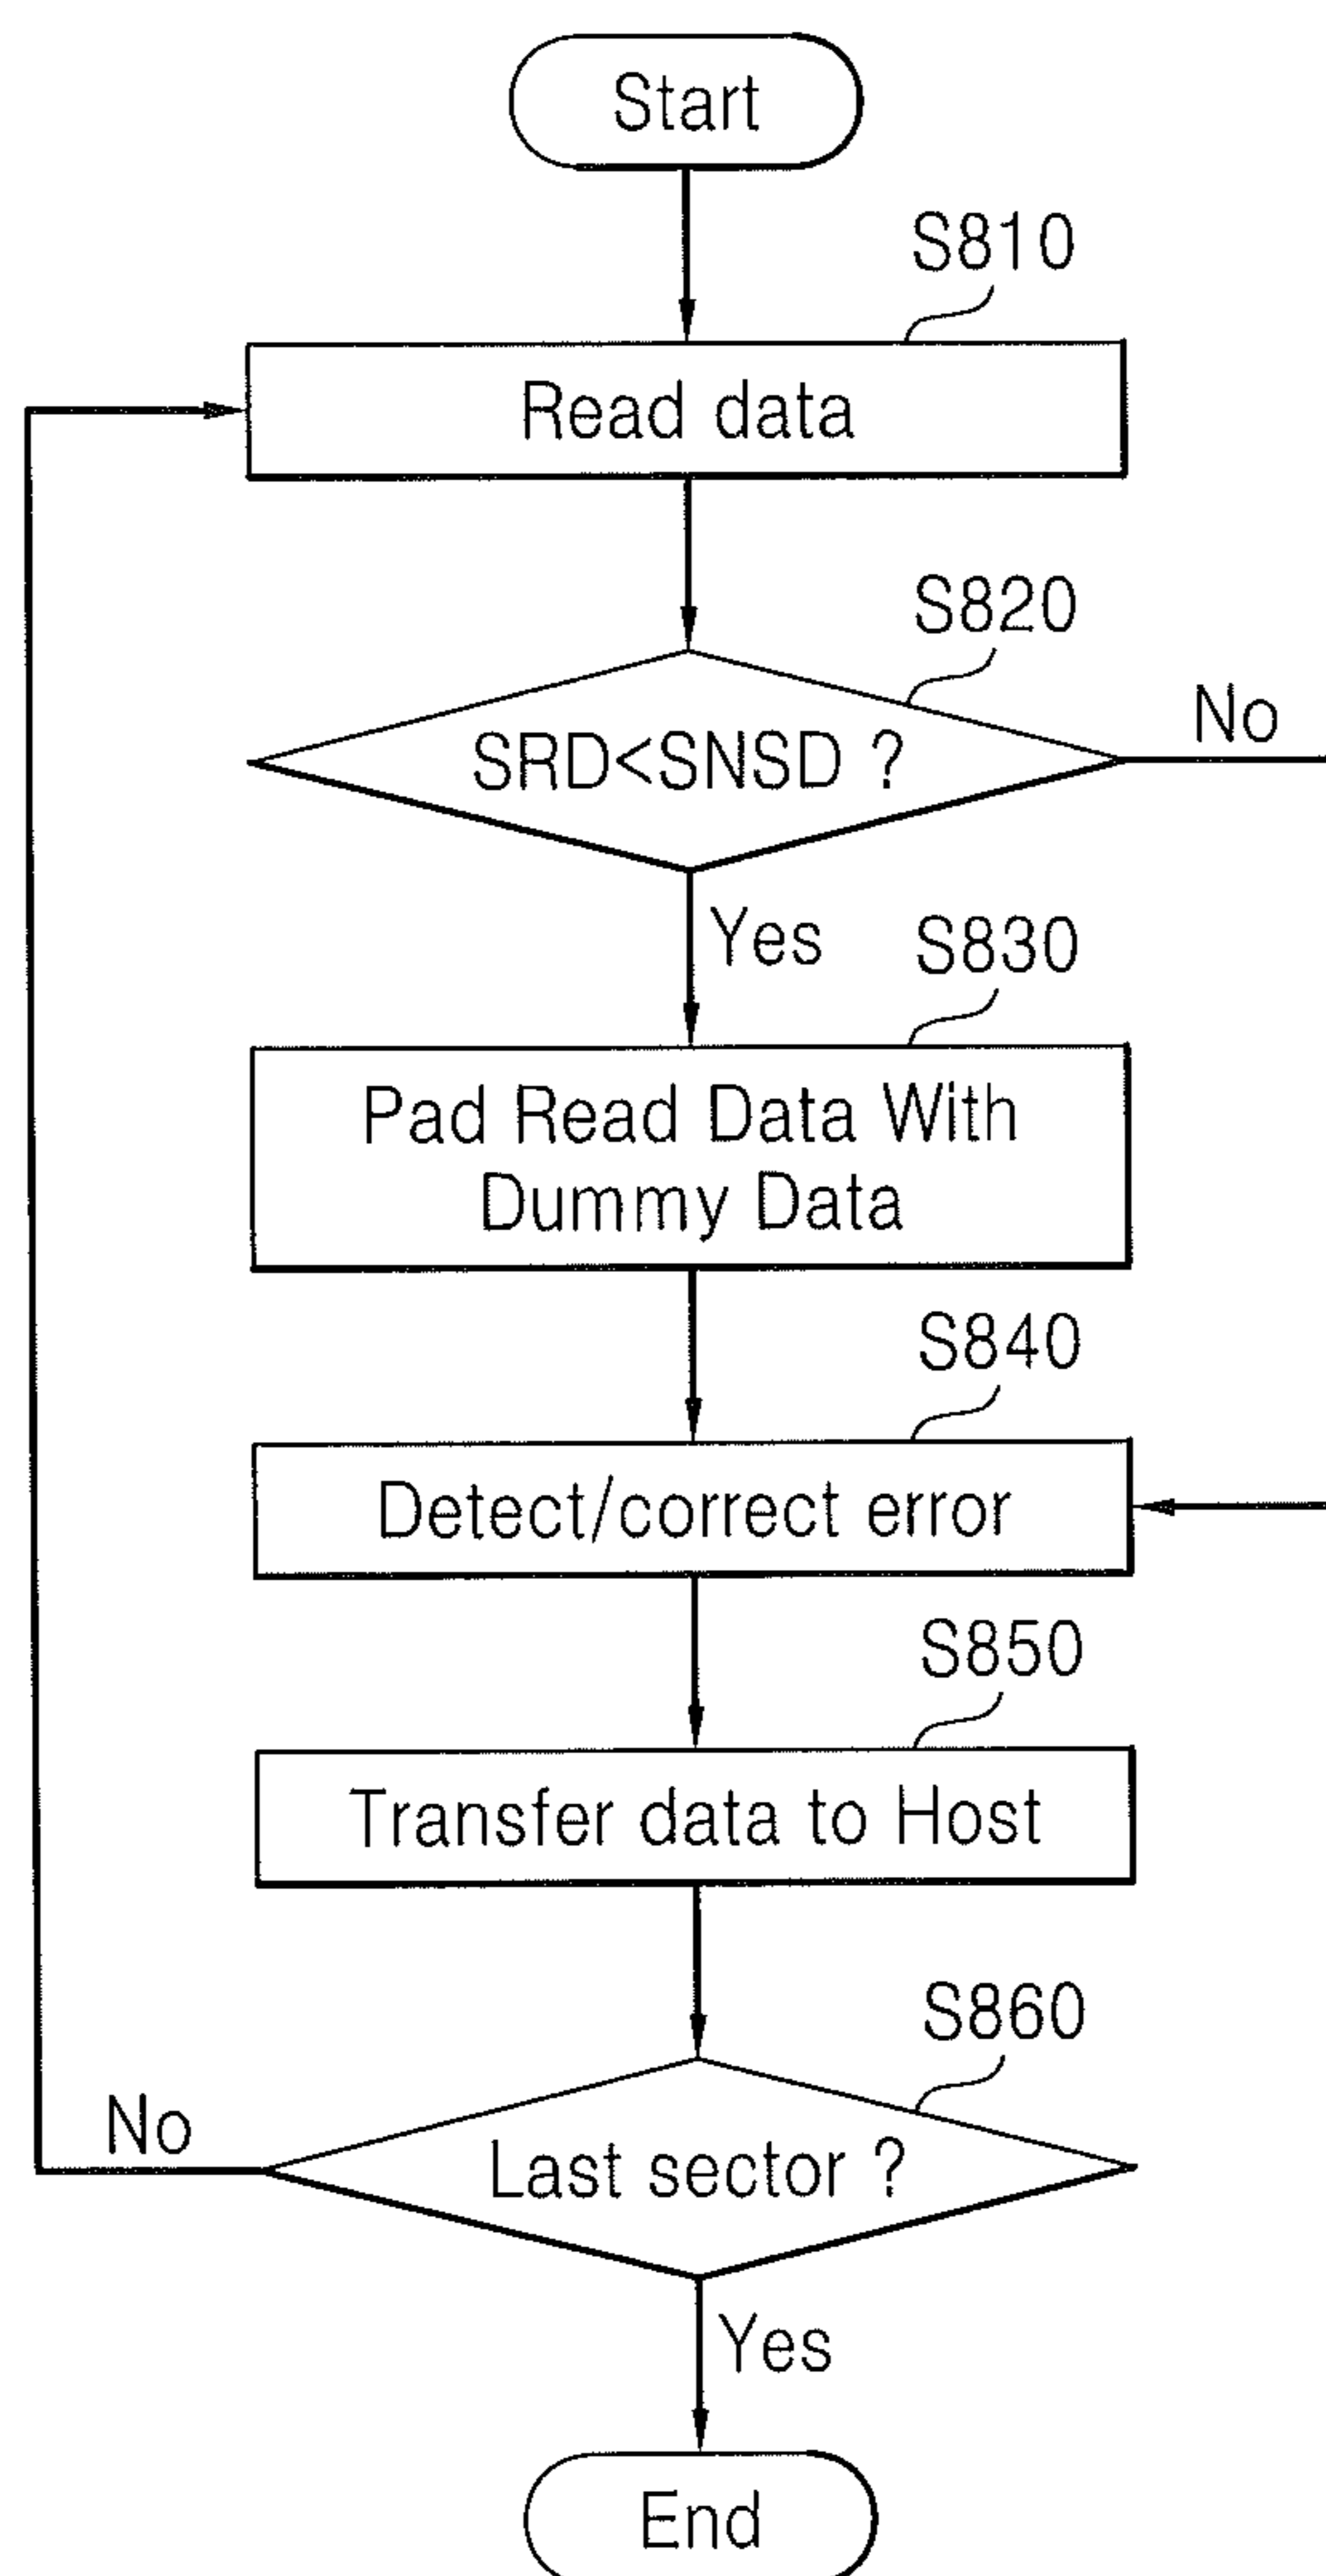 Start
S810
Read data
S820
SRD<SNSD ?
No
Yes
S830
Pad Read Data With
Dummy Data
S840
Detect/correct error
S850
Transfer data to Host
S860
No
Last sector ?
Yes
End